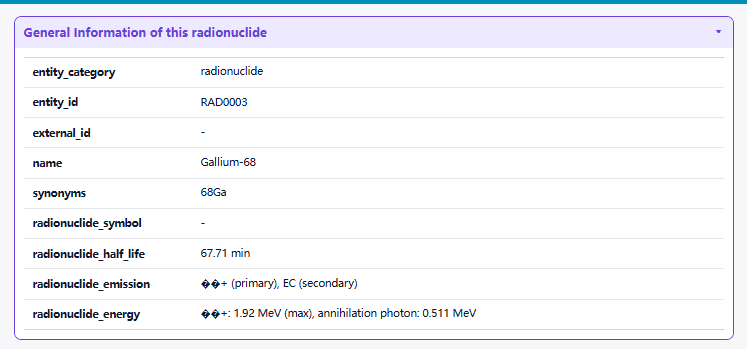 General Information of this radionuclide
entity_category radionuclide
entity_id RAD0003
external_id -
name Gallium-68
synonyms 68Ga
radionuclide_symbol -
radionuclide_half_life 67.71 min
radionuclide_emission ��+ (primary), EC (secondary)
radionuclide_energy ��+: 1.92 MeV (max), annihilation photon: 0.511 MeV